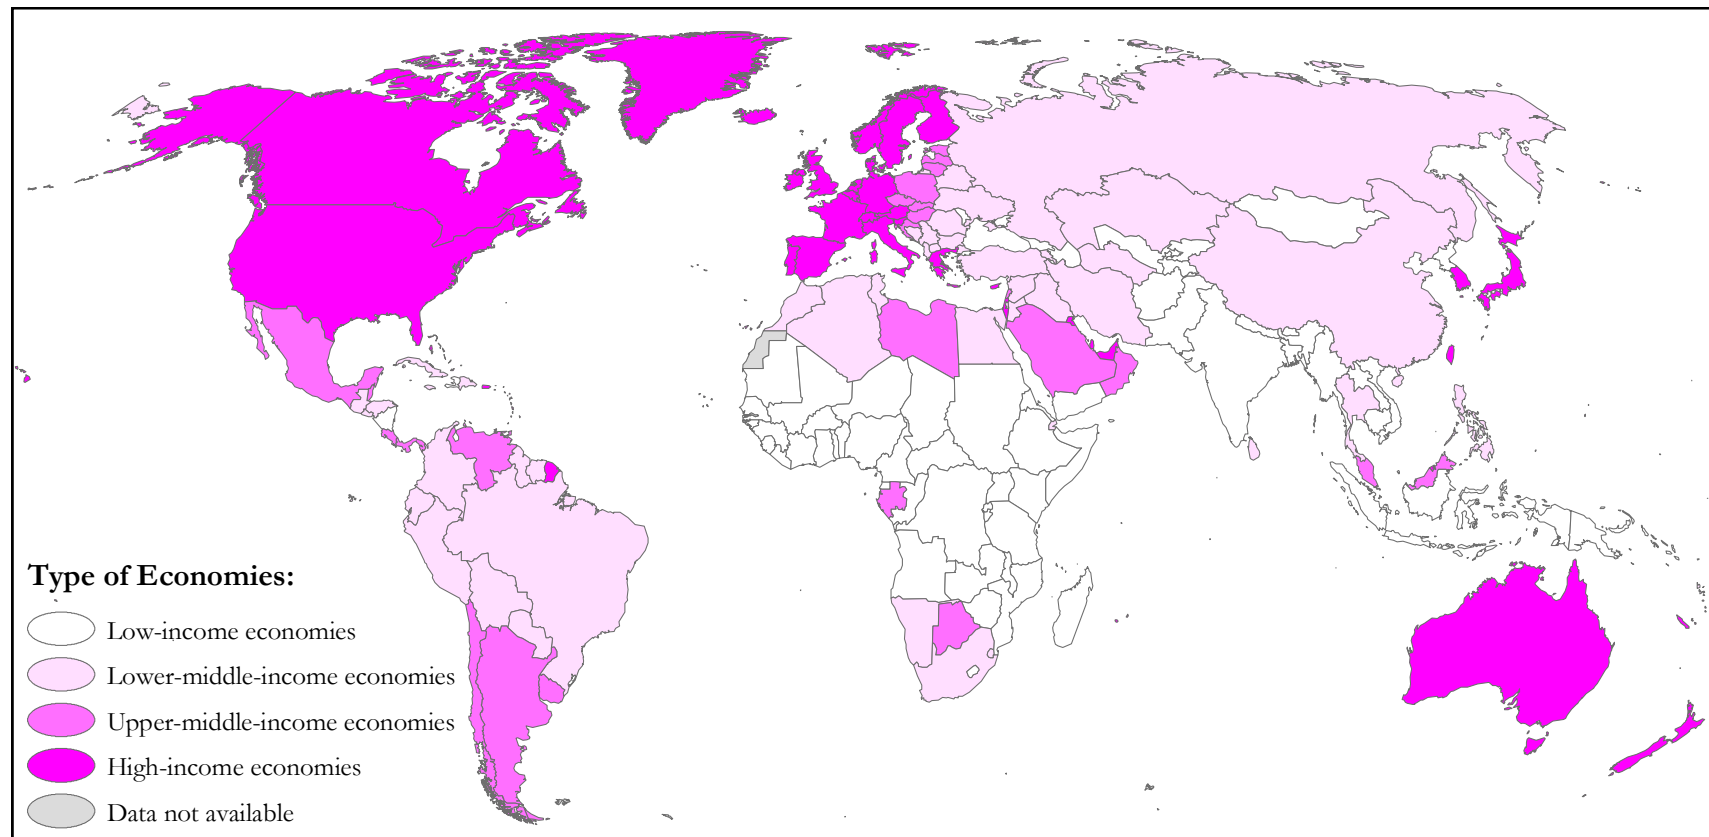 Type of Economies:
Low-income economies
Lower-middle-income economies
Upper-middle-income economies
High-income economies
Data not available